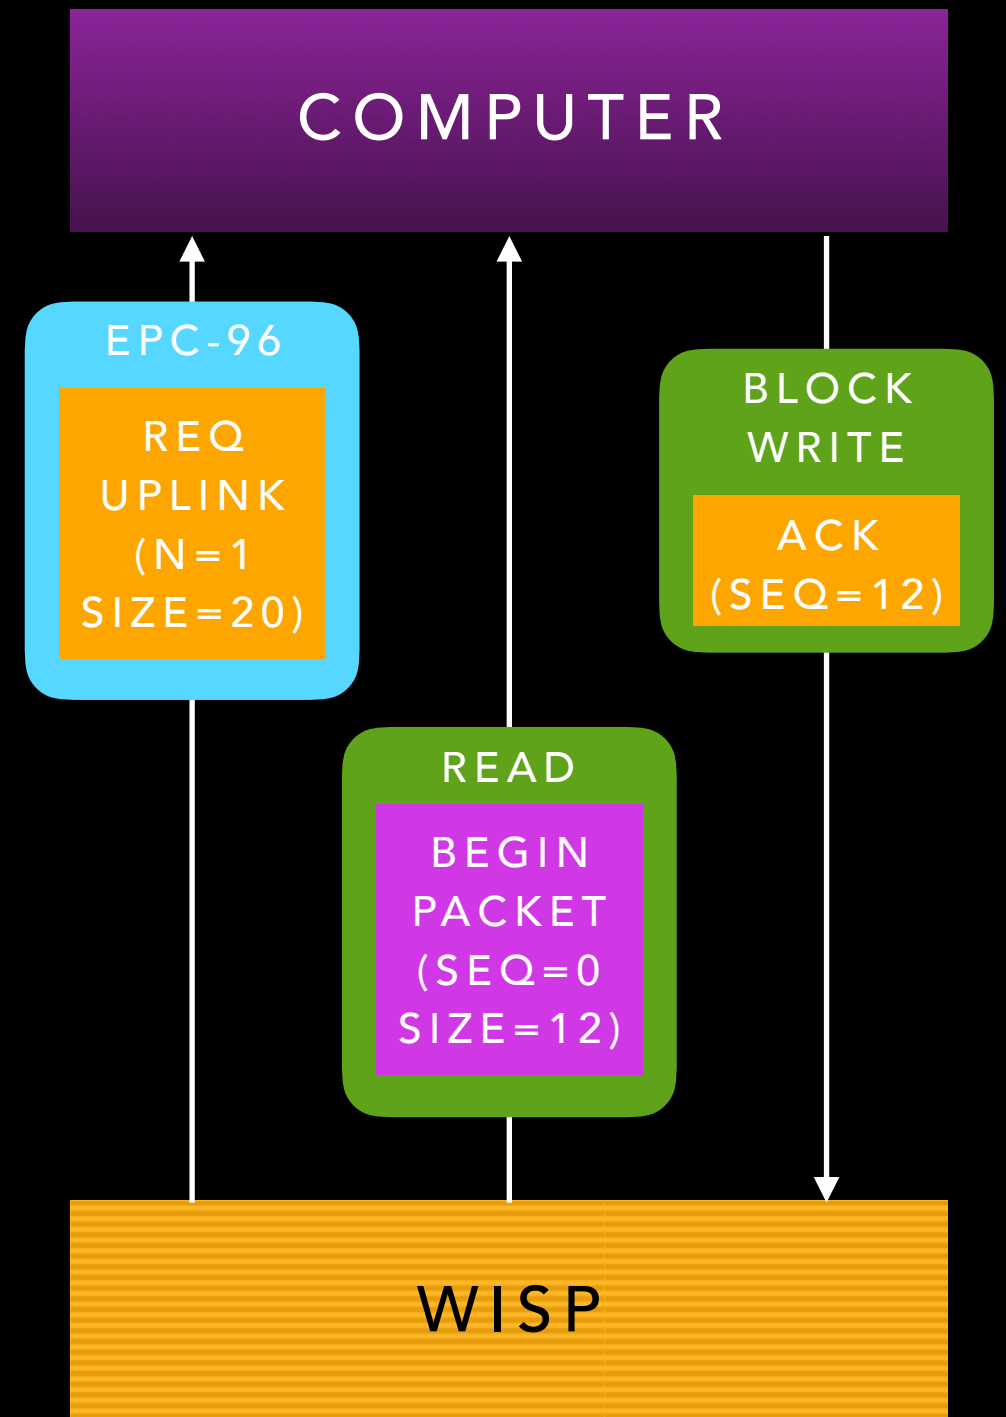 COMPUTER
EPC-96
REQ
UPLINK
(N=1
SIZE=20)
READ
BEGIN
PACKET
(SEQ=0
SIZE=12)
BLOCK
WRITE
ACK
(SEQ=12)
WISP